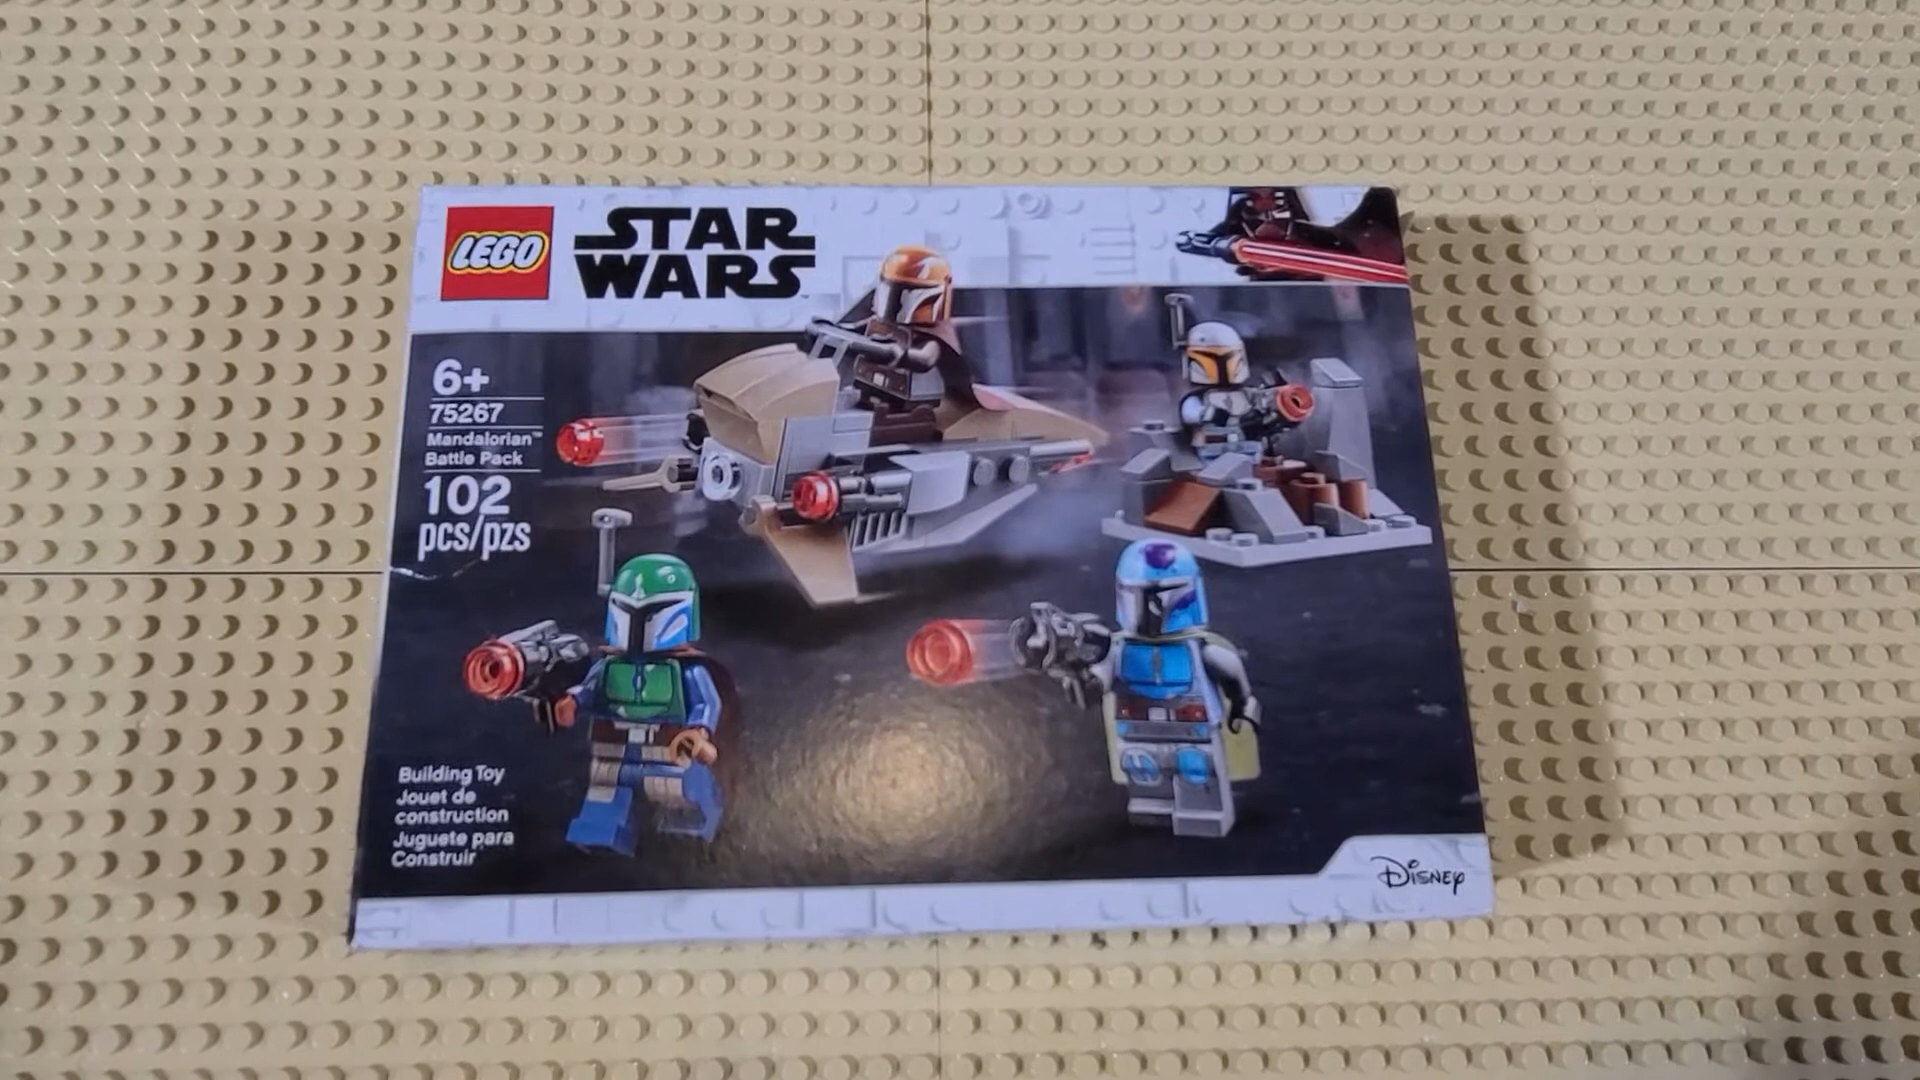 LEGO
STAR
WARS
6+
75267
Mandalorian™
Battle Pack
102
pcs/pzs
Building Toy
Jouet de
construction
Juguete para
Construir
Disney